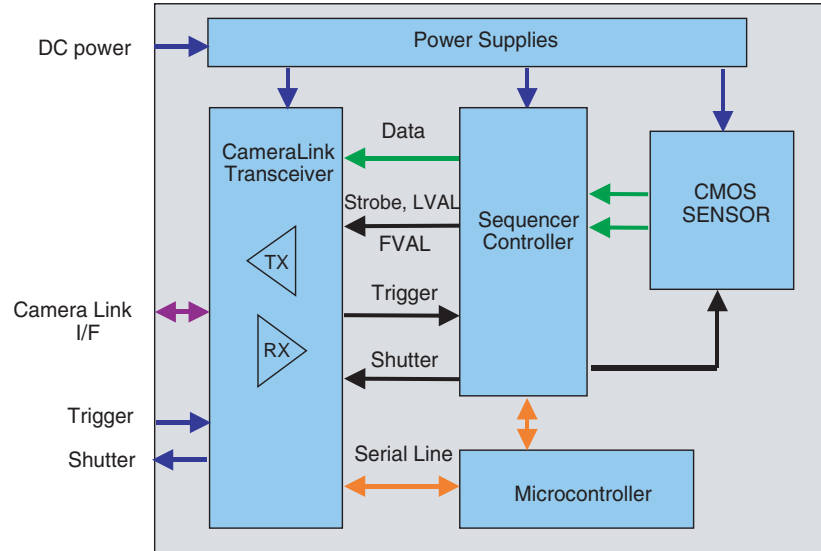 DC power
Power Supplies
CameraLink
Transceiver
Data
Strobe, LVAL
FVAL
Sequencer
Controller
CMOS
SENSOR
TX
RX
Trigger
Shutter
Camera Link
I/F
Trigger
Shutter
Serial Line
Microcontroller